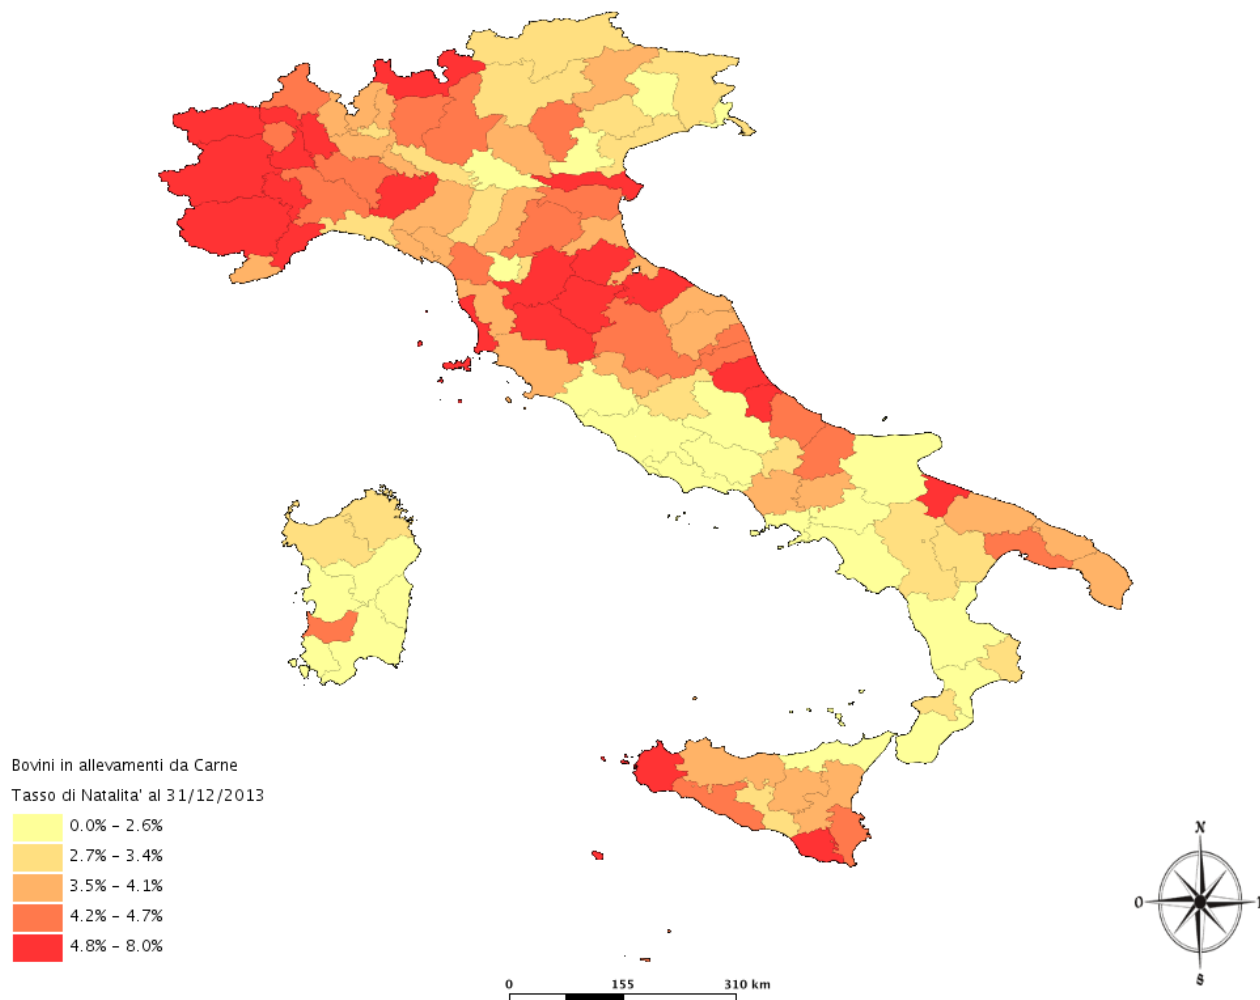 Bovini in allevamenti da Carne
Tasso di Natalita' al 31/12/2013
0.0% - 2.6%
2.7% - 3.4%
3.5% - 4.1%
4.2% - 4.7%
4.8% - 8.0%
N
O
S
0 155 310 km